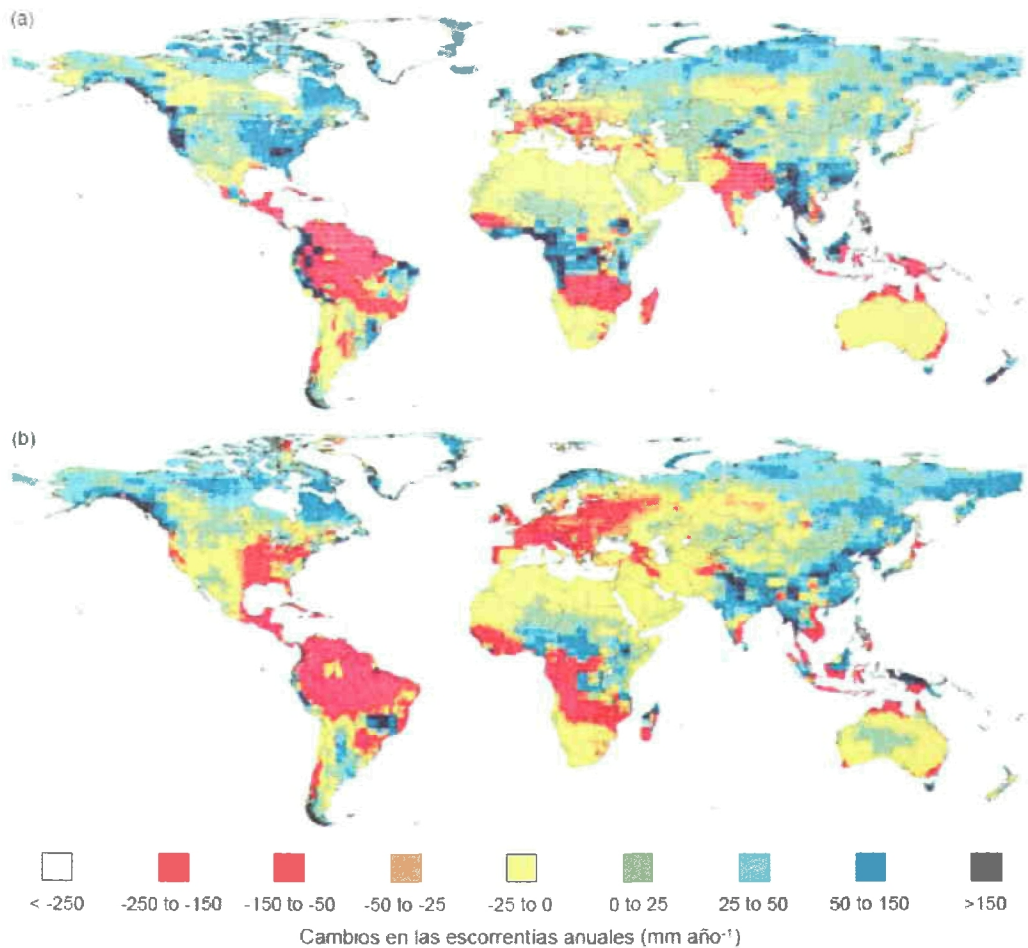 (a)
(b)
< -250 -250 to -150 -150 to -50 -50 to -25 -25 to 0 0 to 25 25 to 50 50 to 150 >150
Cambios en las escorrentías anuales (mm año⁻¹)